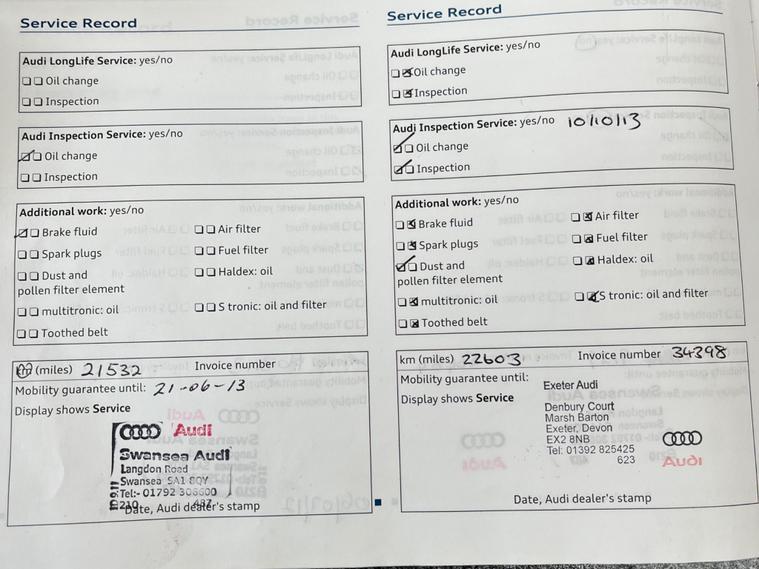 Service Record
Audi LongLife Service: yes/no
Oil change
Inspection
Audi Inspection Service: yes/no
Oil change
Inspection
Additional work: yes/no
Brake fluid
Air filter
Spark plugs
Fuel filter
Dust and
pollen filter element
Haldex: oil
multitronic: oil
S tronic: oil and filter
Toothed belt
km (miles) 21532 Invoice number
Mobility guarantee until: 21-06-13
Display shows Service
Audi
Swansea Audi
Langdon Road
Swansea SA1 8QY
Tel:- 01792 306600
Date, Audi dealer's stamp
Service Record
Audi LongLife Service: yes/no
Oil change
Inspection
Audi Inspection Service: yes/no 10/10/13
Oil change
Inspection
Additional work: yes/no
Brake fluid
Air filter
Spark plugs
Fuel filter
Dust and
pollen filter element
Haldex: oil
multitronic: oil
S tronic: oil and filter
Toothed belt
km (miles) 22603 Invoice number 34398
Mobility guarantee until:
Display shows Service
Exeter Audi
Denbury Court
Marsh Barton
Exeter, Devon
EX2 8NB
Tel: 01392 825425
623
Audi
Date, Audi dealer's stamp